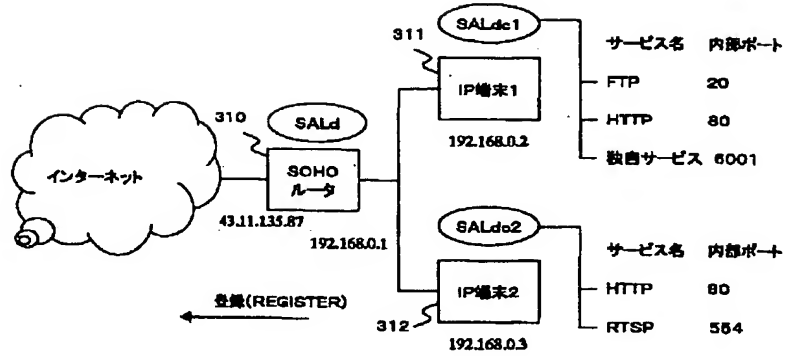 311
SALdc1
サービス名 内部ポート
IP端末1
FTP 20
HTTP 80
独自サービス 6001
192.168.0.2
310
SALd
インターネット
SOHO
ルータ
43.11.135.87
192.168.0.1
SALdc2
サービス名 内部ポート
IP端末2
HTTP 80
RTSP 554
登録(REGISTER)
312
192.168.0.3